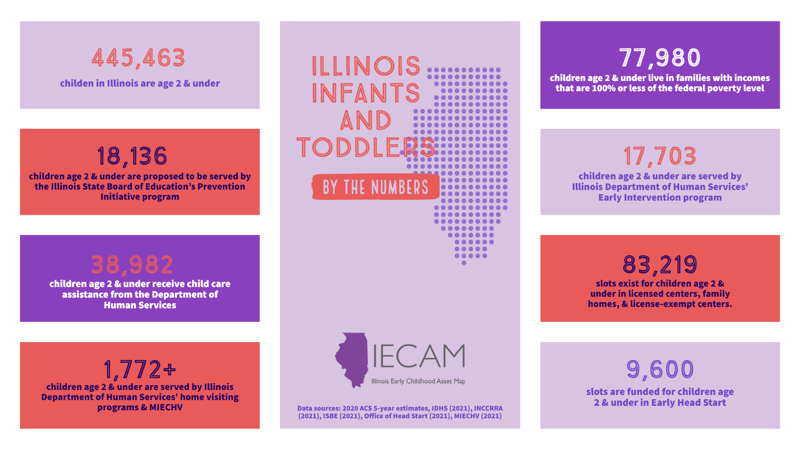 445,463
childen in Illinois are age 2 & under
18,136
children age 2 & under are proposed to be served by
the Illinois State Board of Education's Prevention
Initiative program
38,982
children age 2 & under receive child care
assistance from the Department of
Human Services
1,772+
children age 2 & under are served by Illinois
Department of Human Services' home visiting
programs & MIECHV
ILLINOIS
INFANTS
AND
TODDLERS
BY THE NUMBERS
IECAM
Illinois Early Childhood Asset Map
Data sources: 2020 ACS 5-year estimates, IDHS (2021), INCCRRA
(2021), ISBE (2021), Office of Head Start (2021), MIECHV (2021)
77,980
children age 2 & under live in families with incomes
that are 100% or less of the federal poverty level
17,703
children age 2 & under are served by
Illinois Department of Human Services'
Early Intervention program
83,219
slots exist for children age 2 &
under in licensed centers, family
homes, & license-exempt centers.
9,600
slots are funded for children age
2 & under in Early Head Start